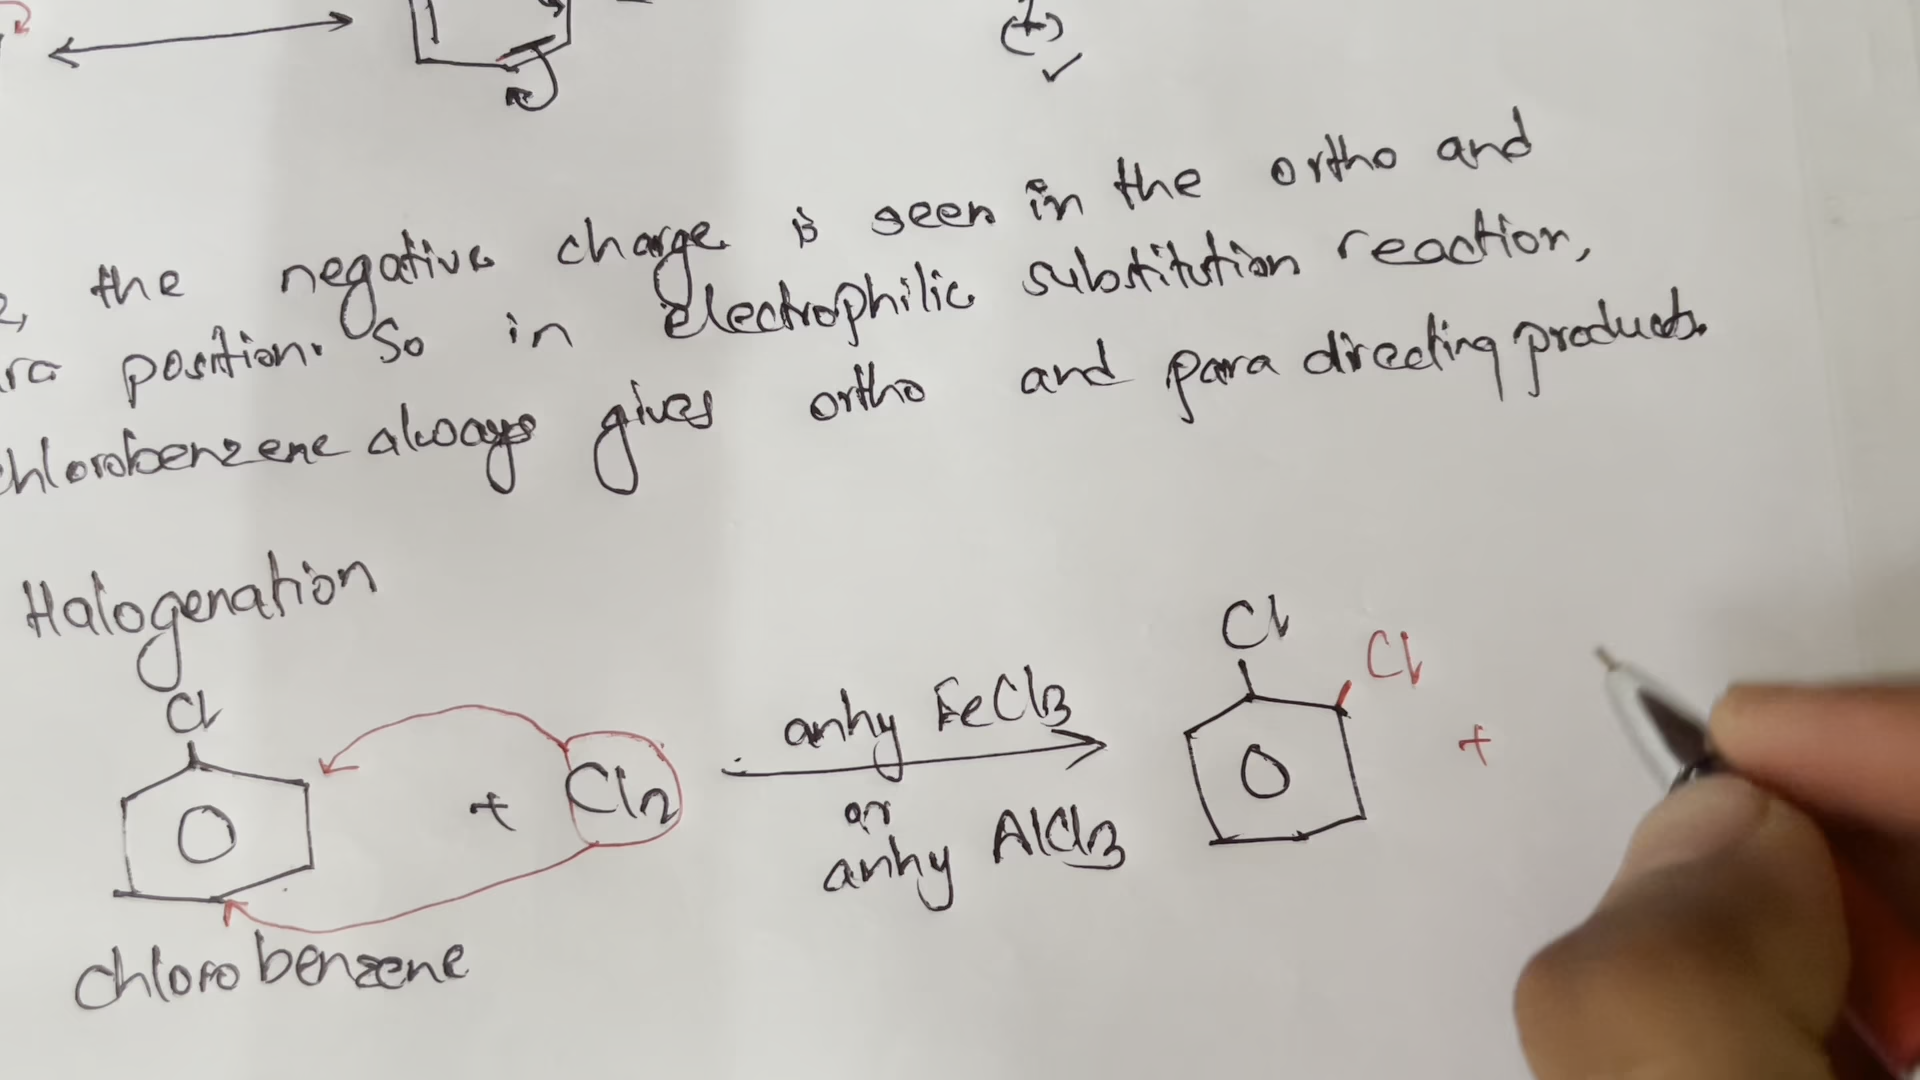 (+)
the negative charge is seen in the ortho and
position. So in electrophilic substitution reaction,
chlorobenzene always gives ortho and para directing products.
Halogenation
Cl
+ Cl2
anhy FeCl3
or
anhy AlCl3
Cl
Cl
+
chlorobenzene